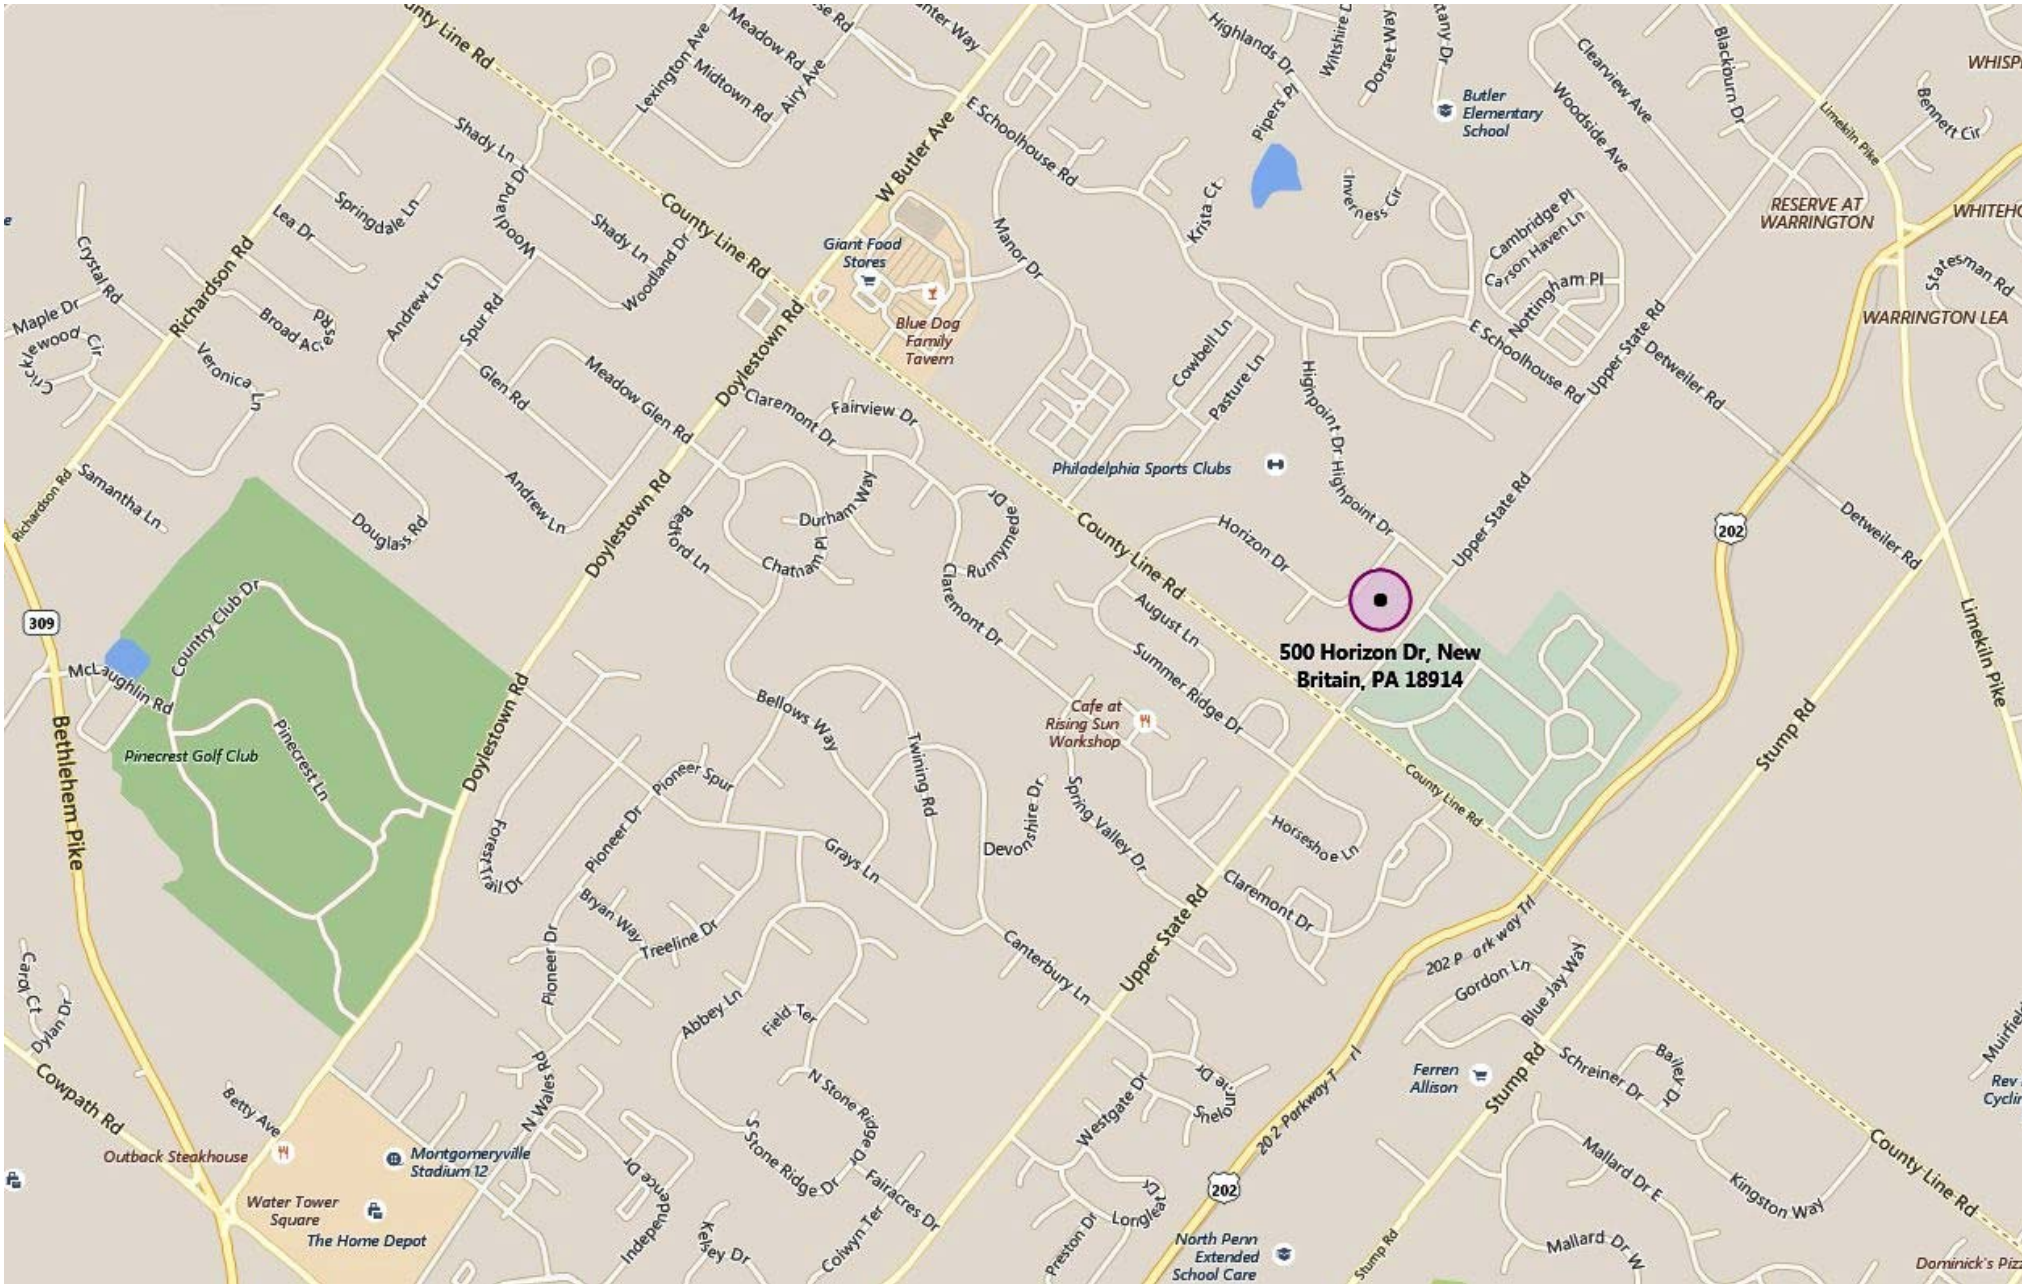 County Line Rd
Meadow Rd
Midtown Rd
Lexington Ave
Airy Ave
Highlands Dr
Pipers Pl
Dorset Way
Butler
Elementary
School
Clearview Ave
Woodside Ave
Blackburn Dr
Limekiln Pike
Bennett Cir
Shady Ln
Woodland Dr
Shady Ln
Woodland Dr
County Line Rd
W Butler Ave
E Schoolhouse Rd
Krista Ct
Inverness Cir
Cambridge Pl
Carson Haven Ln
Nottingham Pl
RESERVE AT
WARRINGTON
Statesman Rd
WARRINGTON LEA
Springdale Ln
Lea Dr
Richardson Rd
Crystal Rd
Maple Dr
Cricklewood Cir
Broad Acres Rd
Veronica Ln
Andrew Ln
Spur Rd
Glen Rd
Meadow Glen Rd
Giant Food
Stores
Blue Dog
Family
Tavern
Manor Dr
Doylestown Rd
Claremont Dr
Fairview Dr
Cowbell Ln
Pasture Ln
Highpoint Dr
Highpoint Dr
E Schoolhouse Rd
Upper State Rd
Detweiler Rd
Philadelphia Sports Clubs
Richardson Rd
Samantha Ln
Douglass Rd
Andrew Ln
Doylestown Rd
Bedford Ln
Durham Way
Chatham Pl
Runnymede Dr
County Line Rd
Horizon Dr
Upper State Rd
202
Detweiler Rd
309
Country Club Dr
McLaughlin Rd
Pinecrest Golf Club
Pinecrest Ln
Bethlehem Pike
Doylestown Rd
Claremont Dr
August Ln
Summer Ridge Dr
500 Horizon Dr, New
Britain, PA 18914
Limekiln Pike
Stump Rd
Bellows Way
Twining Rd
Cafe at
Rising Sun
Workshop
County Line Rd
Pioneer Spur
Pioneer Dr
Forest Trail Dr
Grays Ln
Devonshire Dr
Spring Valley Dr
Horseshoe Ln
Claremont Dr
Bryan Way
Treeline Dr
Pioneer Dr
Canterbury Ln
Upper State Rd
202 Parkway Trl
Gordon Ln
Blue Jay Way
Carol Ct
Dylan Dr
Cowpath Rd
Betty Ave
Outback Steakhouse
Water Tower
Square
The Home Depot
Montgomeryville
Stadium 12
N Wales Rd
Abbey Ln
Field Ter
N Stone Ridge Dr
S Stone Ridge Dr
Fairacres Dr
Independence Dr
Kelsey Dr
Westgate Dr
202 Parkway Trl
202
Preston Dr
North Penn
Extended
School Care
Ferren
Allison
Stump Rd
Schreiner Dr
Bailey Dr
Mallard Dr E
Kingston Way
Mallard Dr W
Stump Rd
County Line Rd